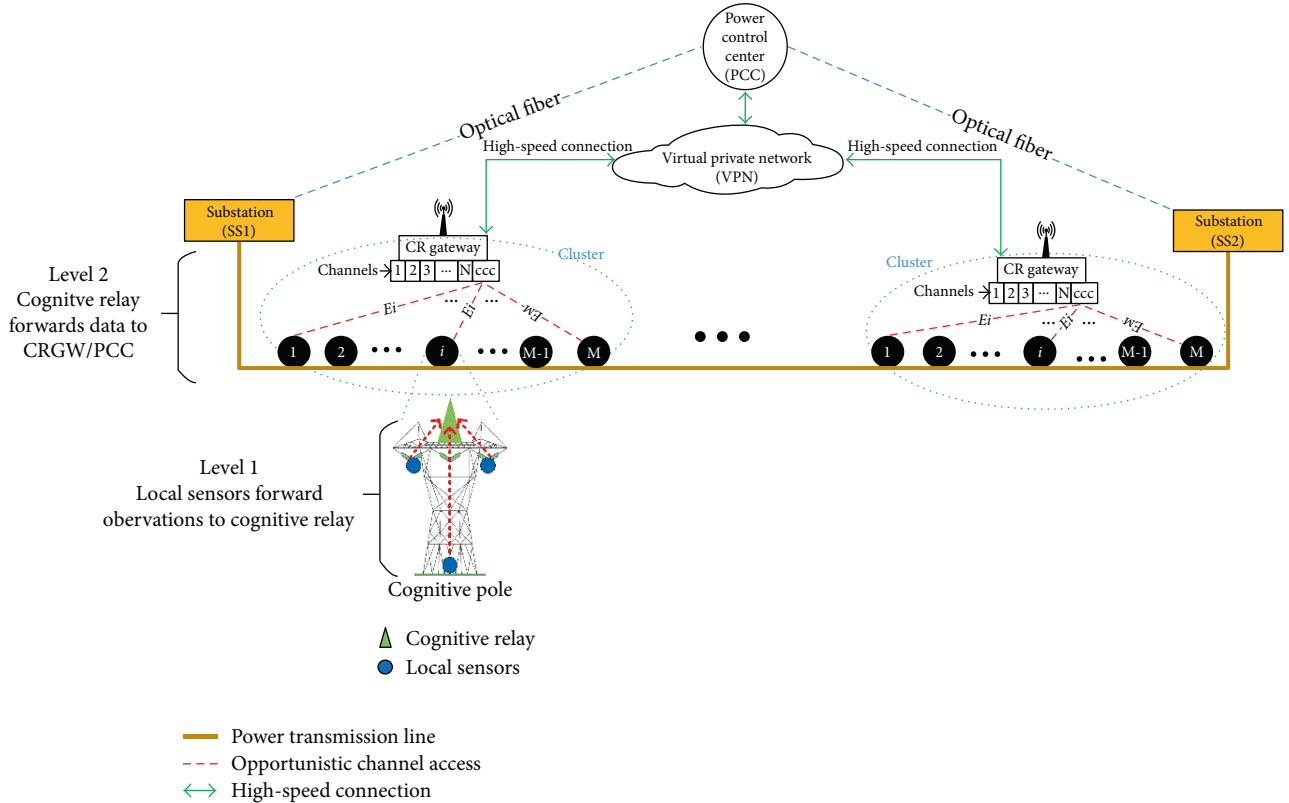 Power
control
center
(PCC)
Optical fiber
Optical fiber
High-speed connection
High-speed connection
Virtual private network
(VPN)
Substation
(SS1)
Substation
(SS2)
CR gateway
Cluster
Channels
1 2 3 ... N ccc
CR gateway
Cluster
Channels
1 2 3 ... N ccc
Level 2
Cognitve relay
forwards data to
CRGW/PCC
Ei
...
Ei
...
Em
Ei
...
Ei
...
Em
1 2 ... i ... M-1 M
...
1 2 ... i ... M-1 M
Level 1
Local sensors forward
obervations to cognitive relay
Cognitive pole
Cognitive relay
Local sensors
Power transmission line
Opportunistic channel access
High-speed connection